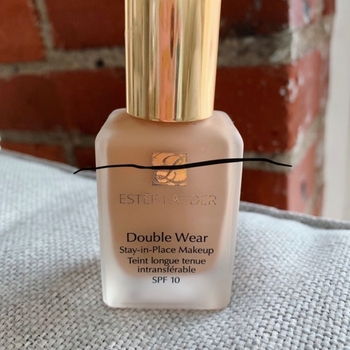 ESTĒE LAUDER
Double Wear
Stay-in-Place Makeup
Teint longue tenue
intransférable
SPF 10